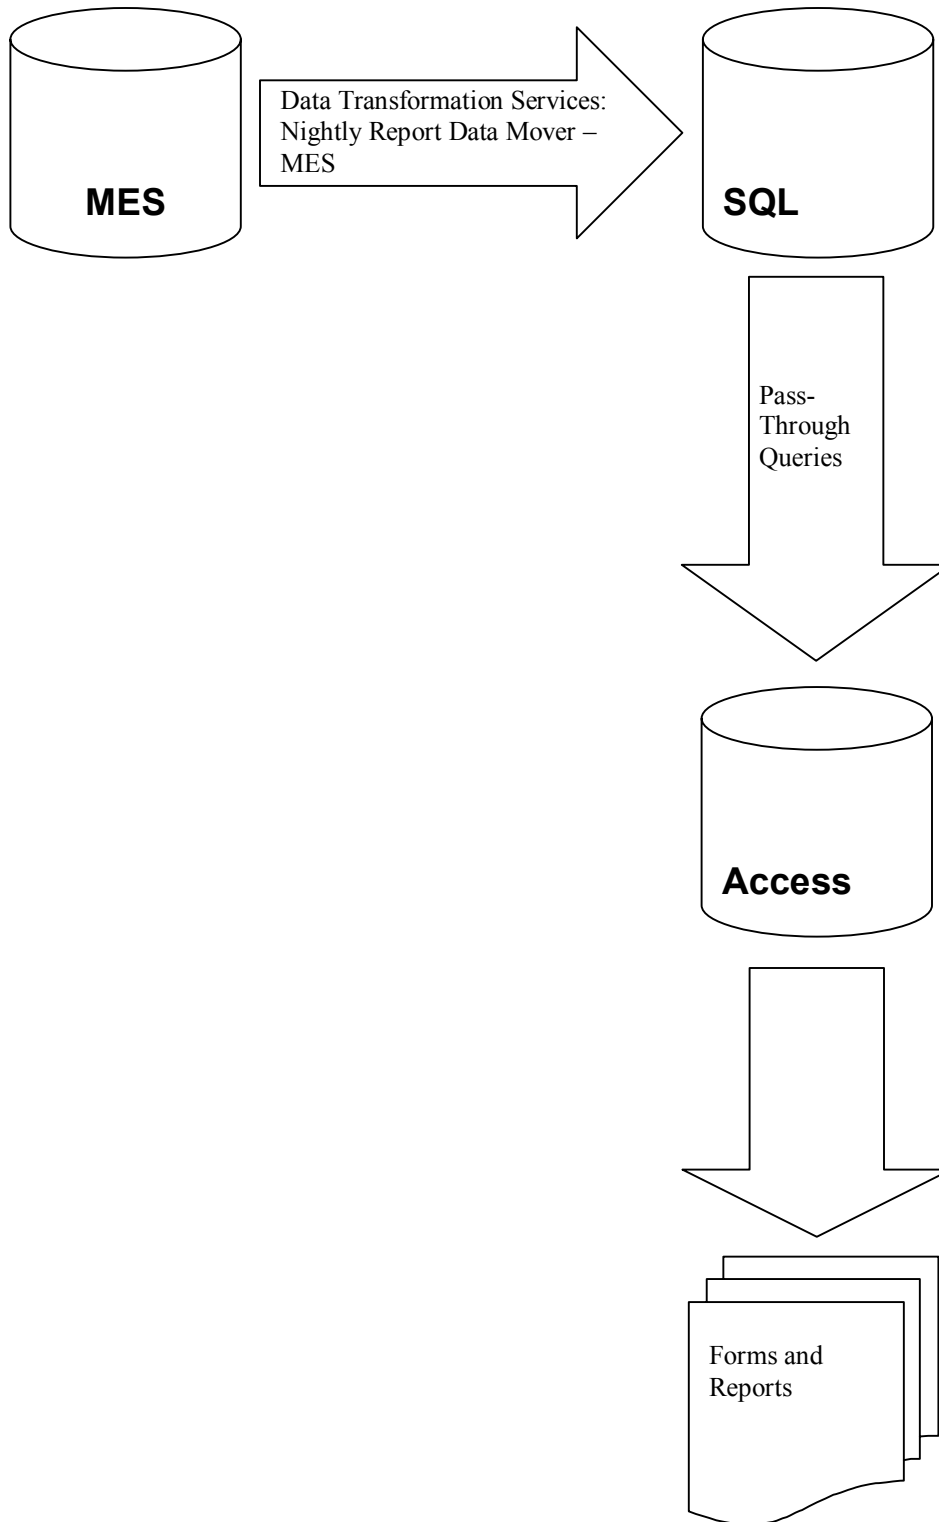 MES
Data Transformation Services:
Nightly Report Data Mover –
MES
SQL
Pass-
Through
Queries
Access
Forms and
Reports